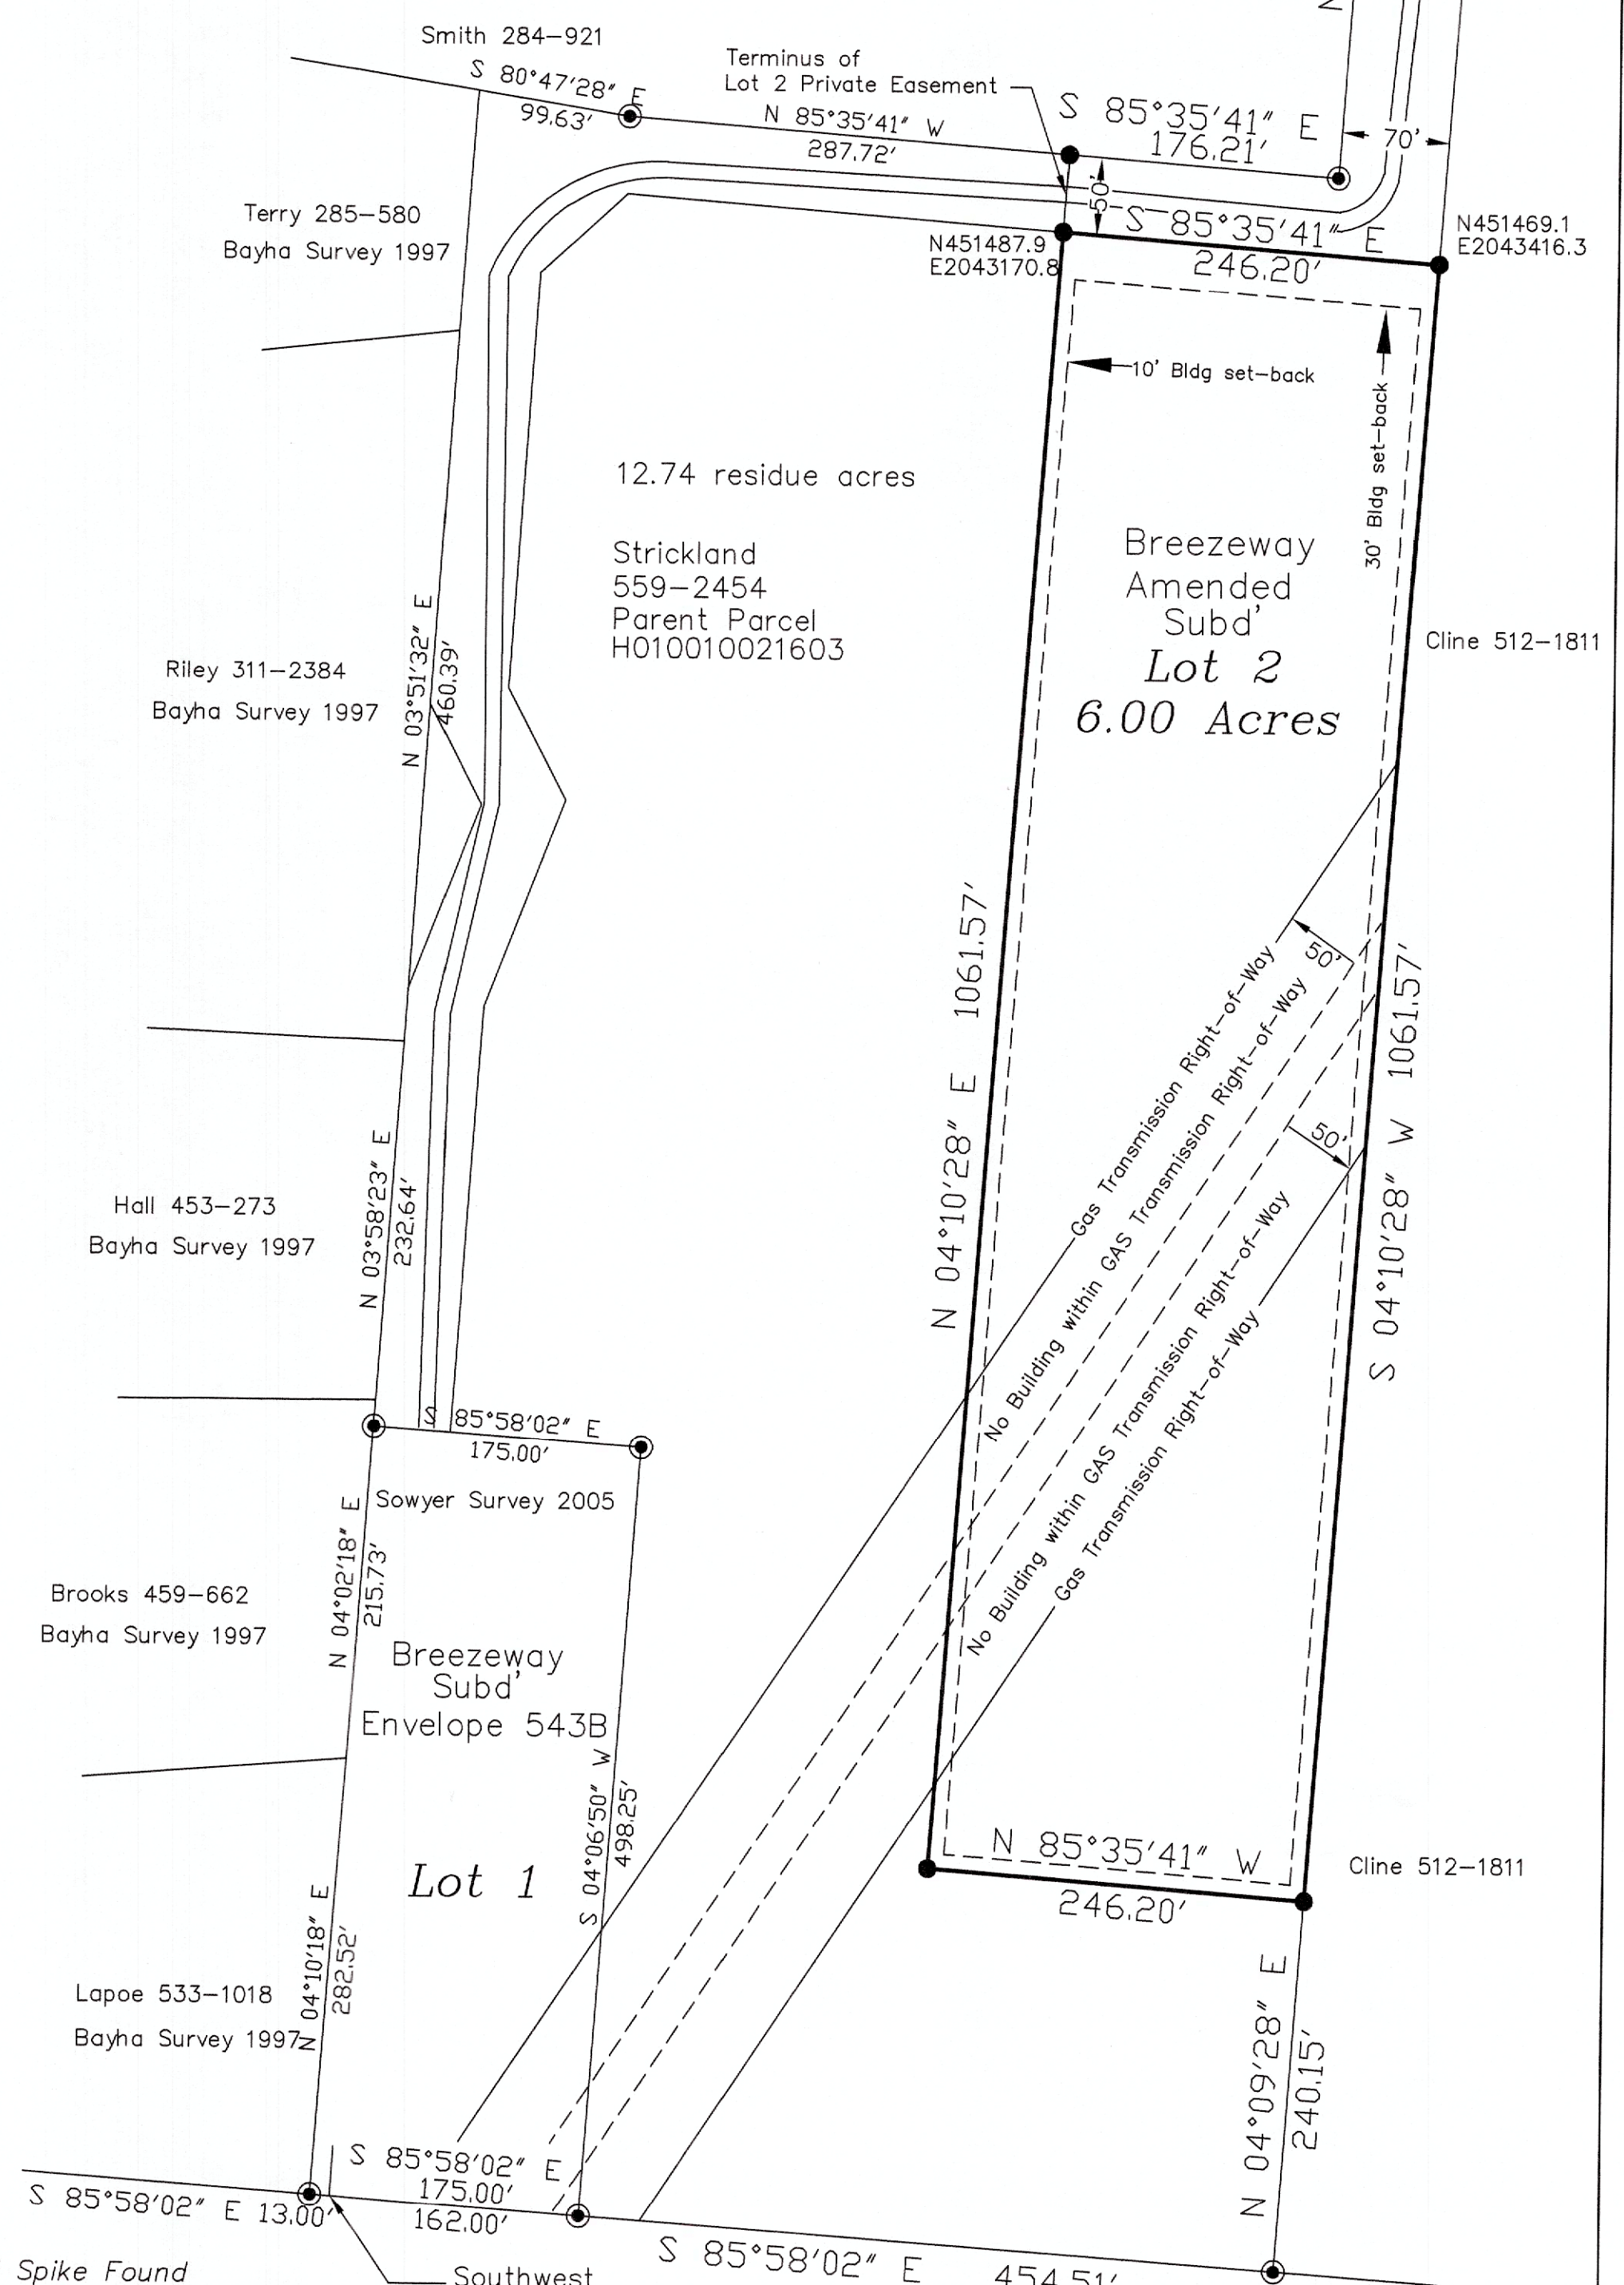 Smith 284–921
S 80°47'28" E
99.63'
Terminus of
Lot 2 Private Easement
N 85°35'41" W
287.72'
S 85°35'41" E
176.21'
70'
50'
S 85°35'41" E
246.20'
N451487.9
E2043170.8
N451469.1
E2043416.3
Terry 285–580
Bayha Survey 1997
10' Bldg set–back
30' Bldg set–back
12.74 residue acres
Strickland
559–2454
Parent Parcel
H010010021603
Breezeway
Amended
Subd'
Lot 2
6.00 Acres
Cline 512–1811
Riley 311–2384
Bayha Survey 1997
N 03°51'32" E
460.39'
N 04°10'28" E 1061.57'
S 04°10'28" W 1061.57'
50'
50'
Gas Transmission Right–of–Way
No Building within GAS Transmission Right–of–Way
No Building within GAS Transmission Right–of–Way
Gas Transmission Right–of–Way
Hall 453–273
Bayha Survey 1997
N 03°58'23" E
232.64'
S 85°58'02" E
175.00'
Sowyer Survey 2005
Brooks 459–662
Bayha Survey 1997
N 04°02'18" E
215.73'
Breezeway
Subd'
Envelope 543B
S 04°06'50" W
498.25'
Lot 1
N 85°35'41" W
246.20'
Cline 512–1811
Lapoe 533–1018
Bayha Survey 1997
N 04°10'18" E
282.52'
N 04°09'28" E
240.15'
S 85°58'02" E
175.00'
162.00'
S 85°58'02" E 13.00'
S 85°58'02" E 454.51'
Spike Found
Southwest